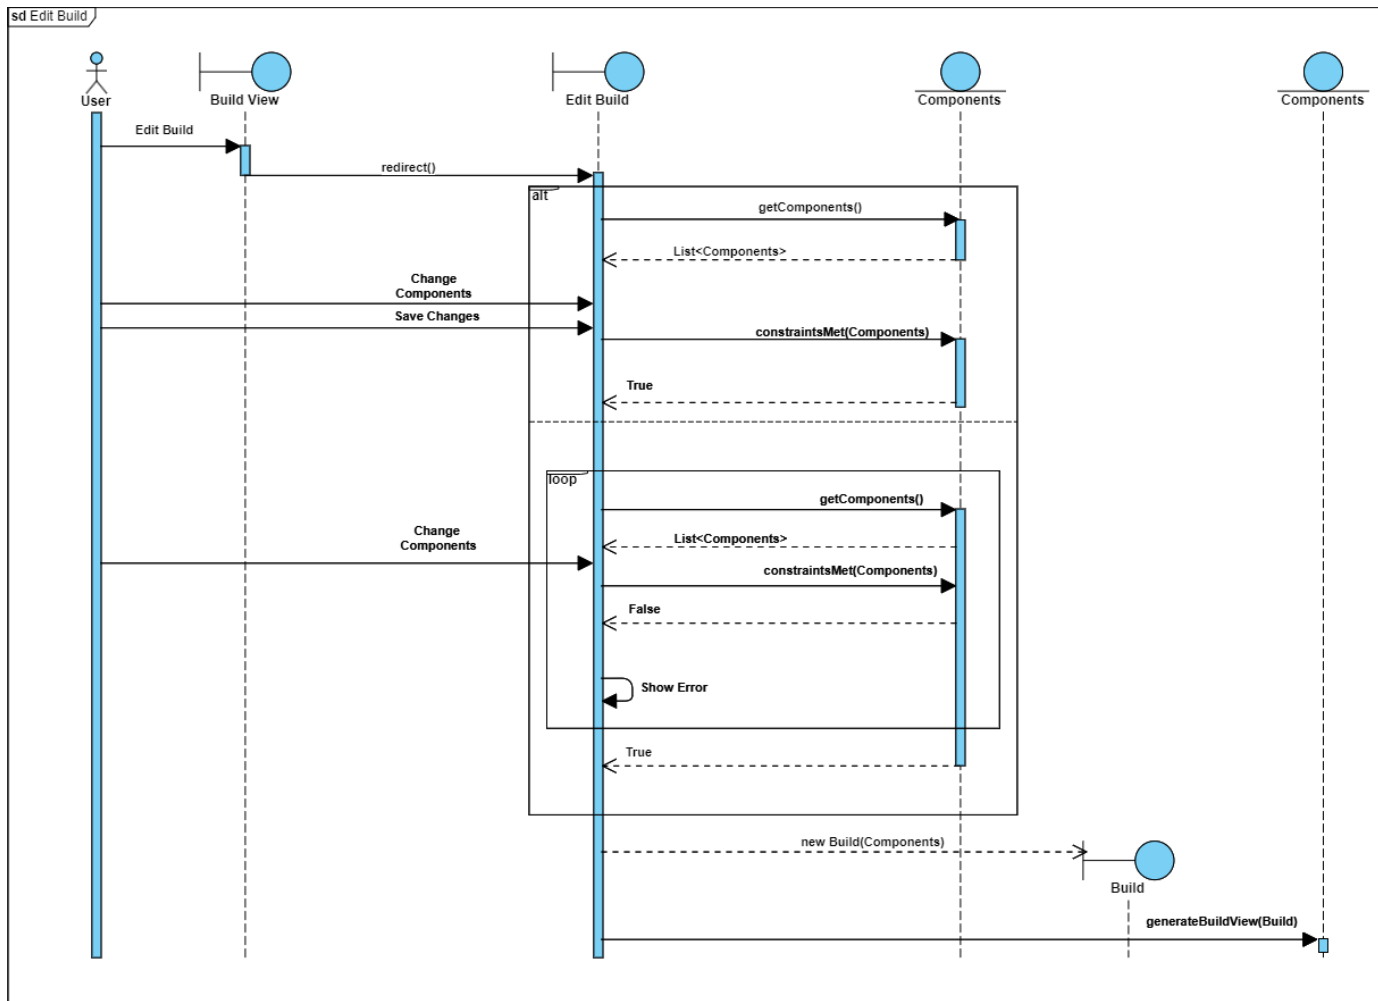 sd Edit Build
User
Build View
Edit Build
Components
Components
Edit Build
redirect()
alt
getComponents()
List<Components>
Change
Components
Save Changes
constraintsMet(Components)
True
loop
getComponents()
List<Components>
Change
Components
constraintsMet(Components)
False
Show Error
True
new Build(Components)
Build
generateBuildView(Build)